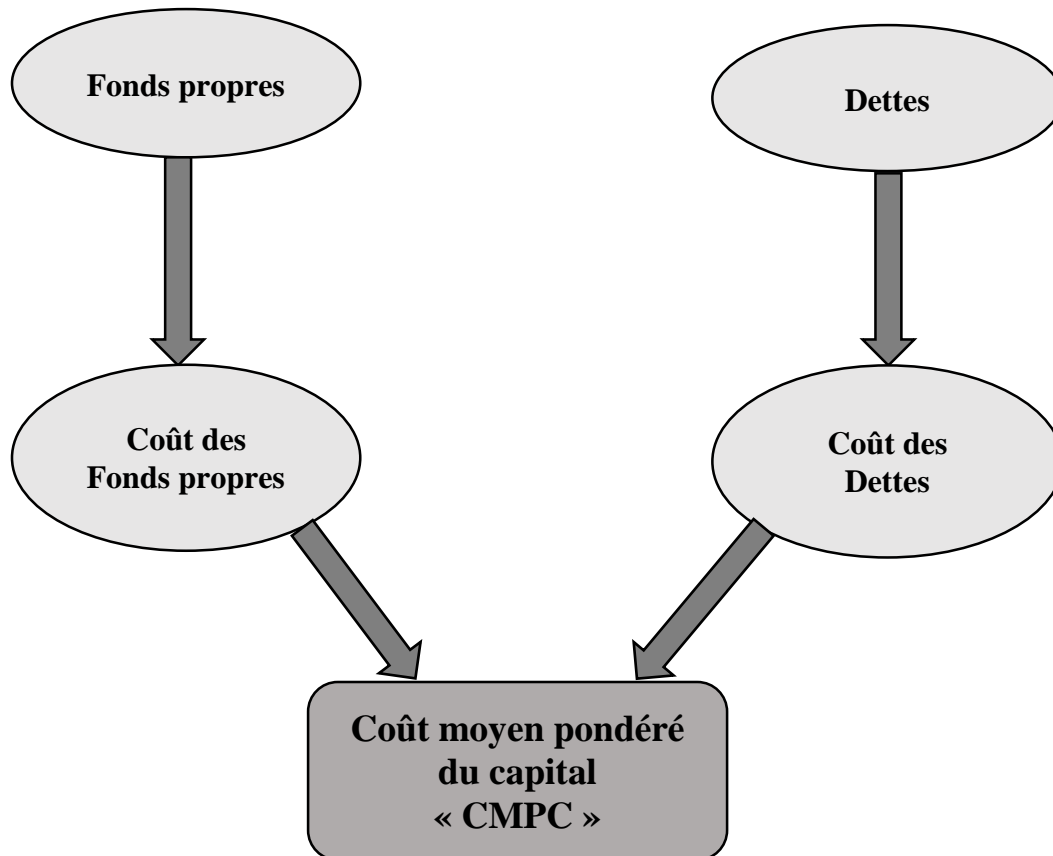 Fonds propres
Dettes
Coût des
Fonds propres
Coût des
Dettes
Coût moyen pondéré
du capital
« CMPC »